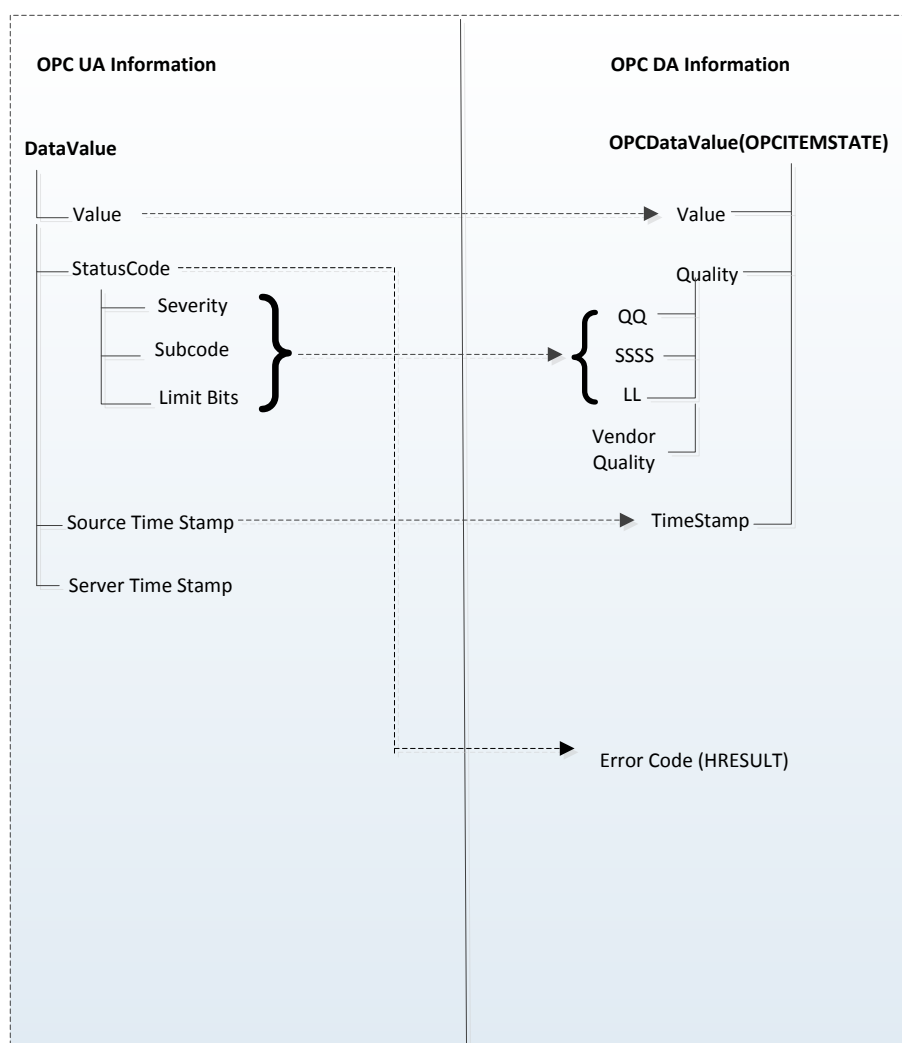 OPC UA Information
OPC DA Information
DataValue
OPCDataValue(OPCITEMSTATE)
Value
Value
StatusCode
Quality
Severity
QQ
Subcode
SSSS
Limit Bits
LL
Vendor
Quality
Source Time Stamp
TimeStamp
Server Time Stamp
Error Code (HRESULT)